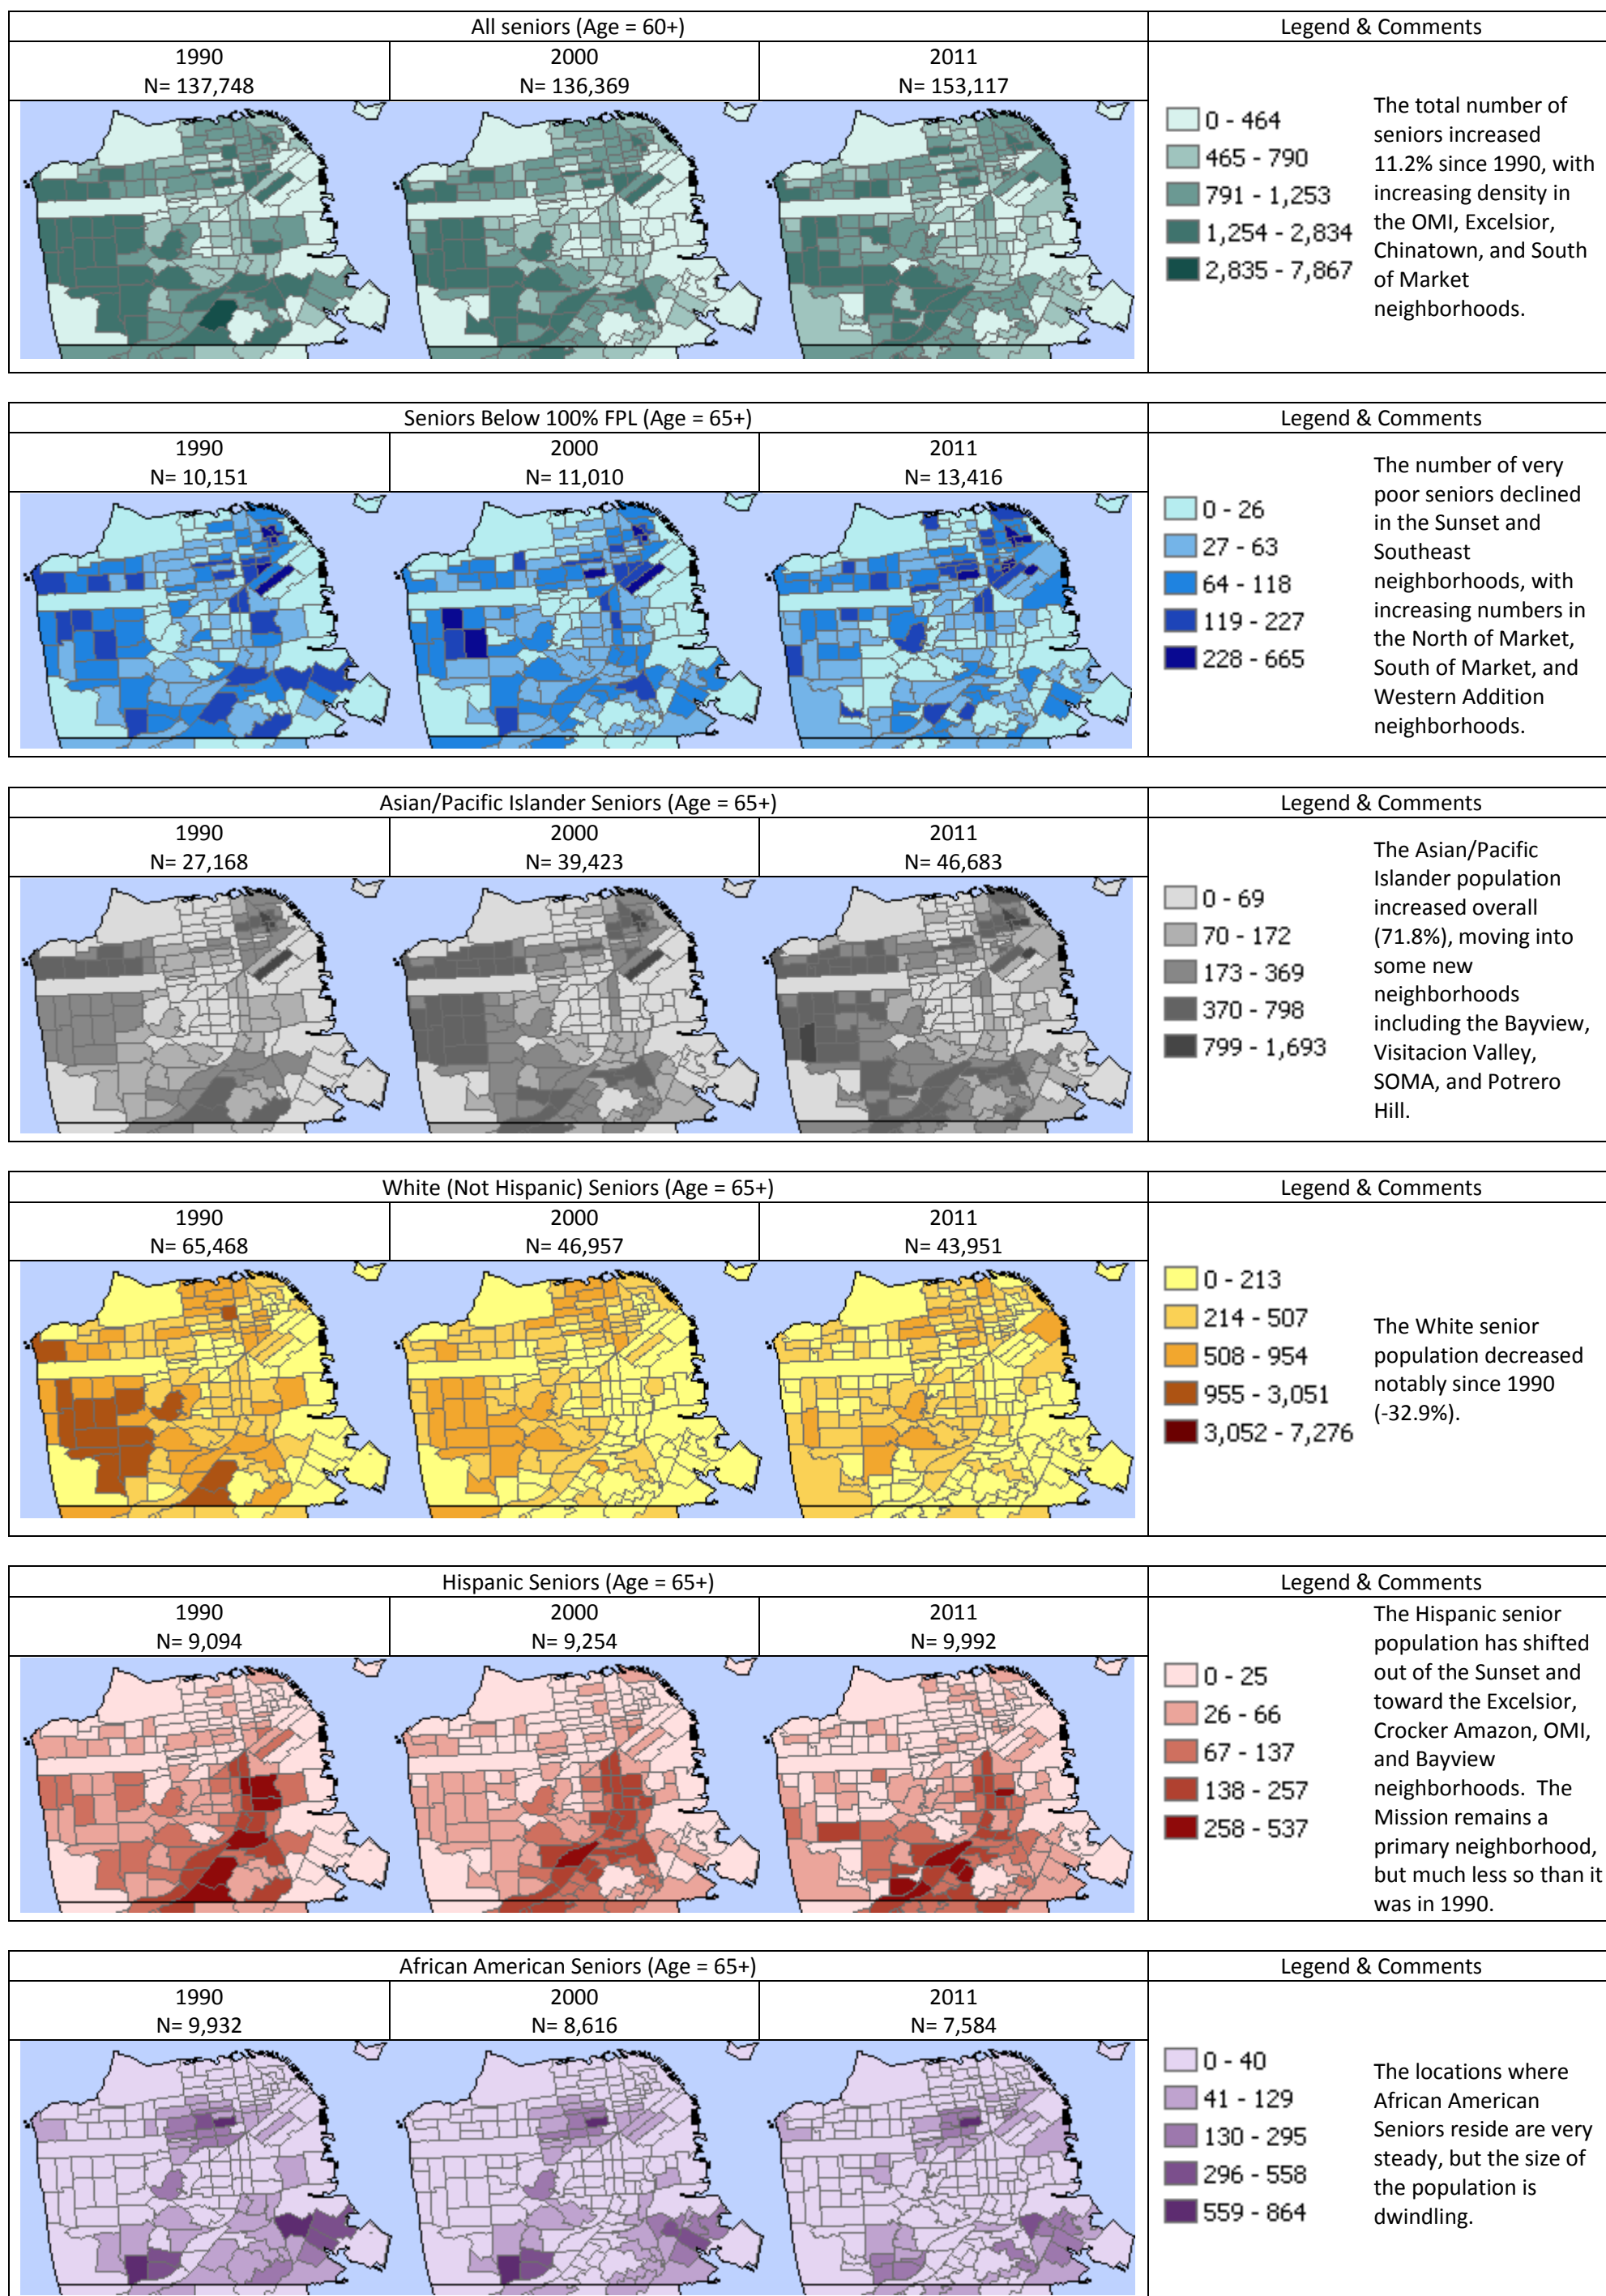 All seniors (Age = 60+)
Legend & Comments
1990
N= 137,748
2000
N= 136,369
2011
N= 153,117
0 - 464
465 - 790
791 - 1,253
1,254 - 2,834
2,835 - 7,867
The total number of
seniors increased
11.2% since 1990, with
increasing density in
the OMI, Excelsior,
Chinatown, and South
of Market
neighborhoods.
Seniors Below 100% FPL (Age = 65+)
Legend & Comments
1990
N= 10,151
2000
N= 11,010
2011
N= 13,416
0 - 26
27 - 63
64 - 118
119 - 227
228 - 665
The number of very
poor seniors declined
in the Sunset and
Southeast
neighborhoods, with
increasing numbers in
the North of Market,
South of Market, and
Western Addition
neighborhoods.
Asian/Pacific Islander Seniors (Age = 65+)
Legend & Comments
1990
N= 27,168
2000
N= 39,423
2011
N= 46,683
0 - 69
70 - 172
173 - 369
370 - 798
799 - 1,693
The Asian/Pacific
Islander population
increased overall
(71.8%), moving into
some new
neighborhoods
including the Bayview,
Visitacion Valley,
SOMA, and Potrero
Hill.
White (Not Hispanic) Seniors (Age = 65+)
Legend & Comments
1990
N= 65,468
2000
N= 46,957
2011
N= 43,951
0 - 213
214 - 507
508 - 954
955 - 3,051
3,052 - 7,276
The White senior
population decreased
notably since 1990
(-32.9%).
Hispanic Seniors (Age = 65+)
Legend & Comments
1990
N= 9,094
2000
N= 9,254
2011
N= 9,992
0 - 25
26 - 66
67 - 137
138 - 257
258 - 537
The Hispanic senior
population has shifted
out of the Sunset and
toward the Excelsior,
Crocker Amazon, OMI,
and Bayview
neighborhoods.  The
Mission remains a
primary neighborhood,
but much less so than it
was in 1990.
African American Seniors (Age = 65+)
Legend & Comments
1990
N= 9,932
2000
N= 8,616
2011
N= 7,584
0 - 40
41 - 129
130 - 295
296 - 558
559 - 864
The locations where
African American
Seniors reside are very
steady, but the size of
the population is
dwindling.